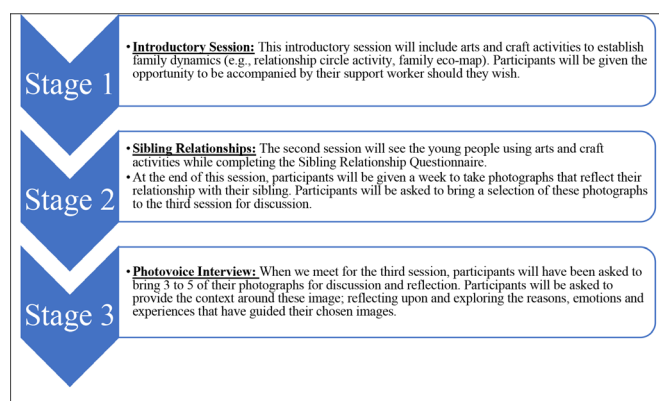 Stage 1
• Introductory Session: This introductory session will include arts and craft activities to establish
family dynamics (e.g., relationship circle activity, family eco-map). Participants will be given the
opportunity to be accompanied by their support worker should they wish.
Stage 2
• Sibling Relationships: The second session will see the young people using arts and craft
activities while completing the Sibling Relationship Questionnaire.
• At the end of this session, participants will be given a week to take photographs that reflect their
relationship with their sibling. Participants will be asked to bring a selection of these photographs
to the third session for discussion.
Stage 3
• Photovoice Interview: When we meet for the third session, participants will have been asked to
bring 3 to 5 of their photographs for discussion and reflection. Participants will be asked to
provide the context around these image; reflecting upon and exploring the reasons, emotions and
experiences that have guided their chosen images.